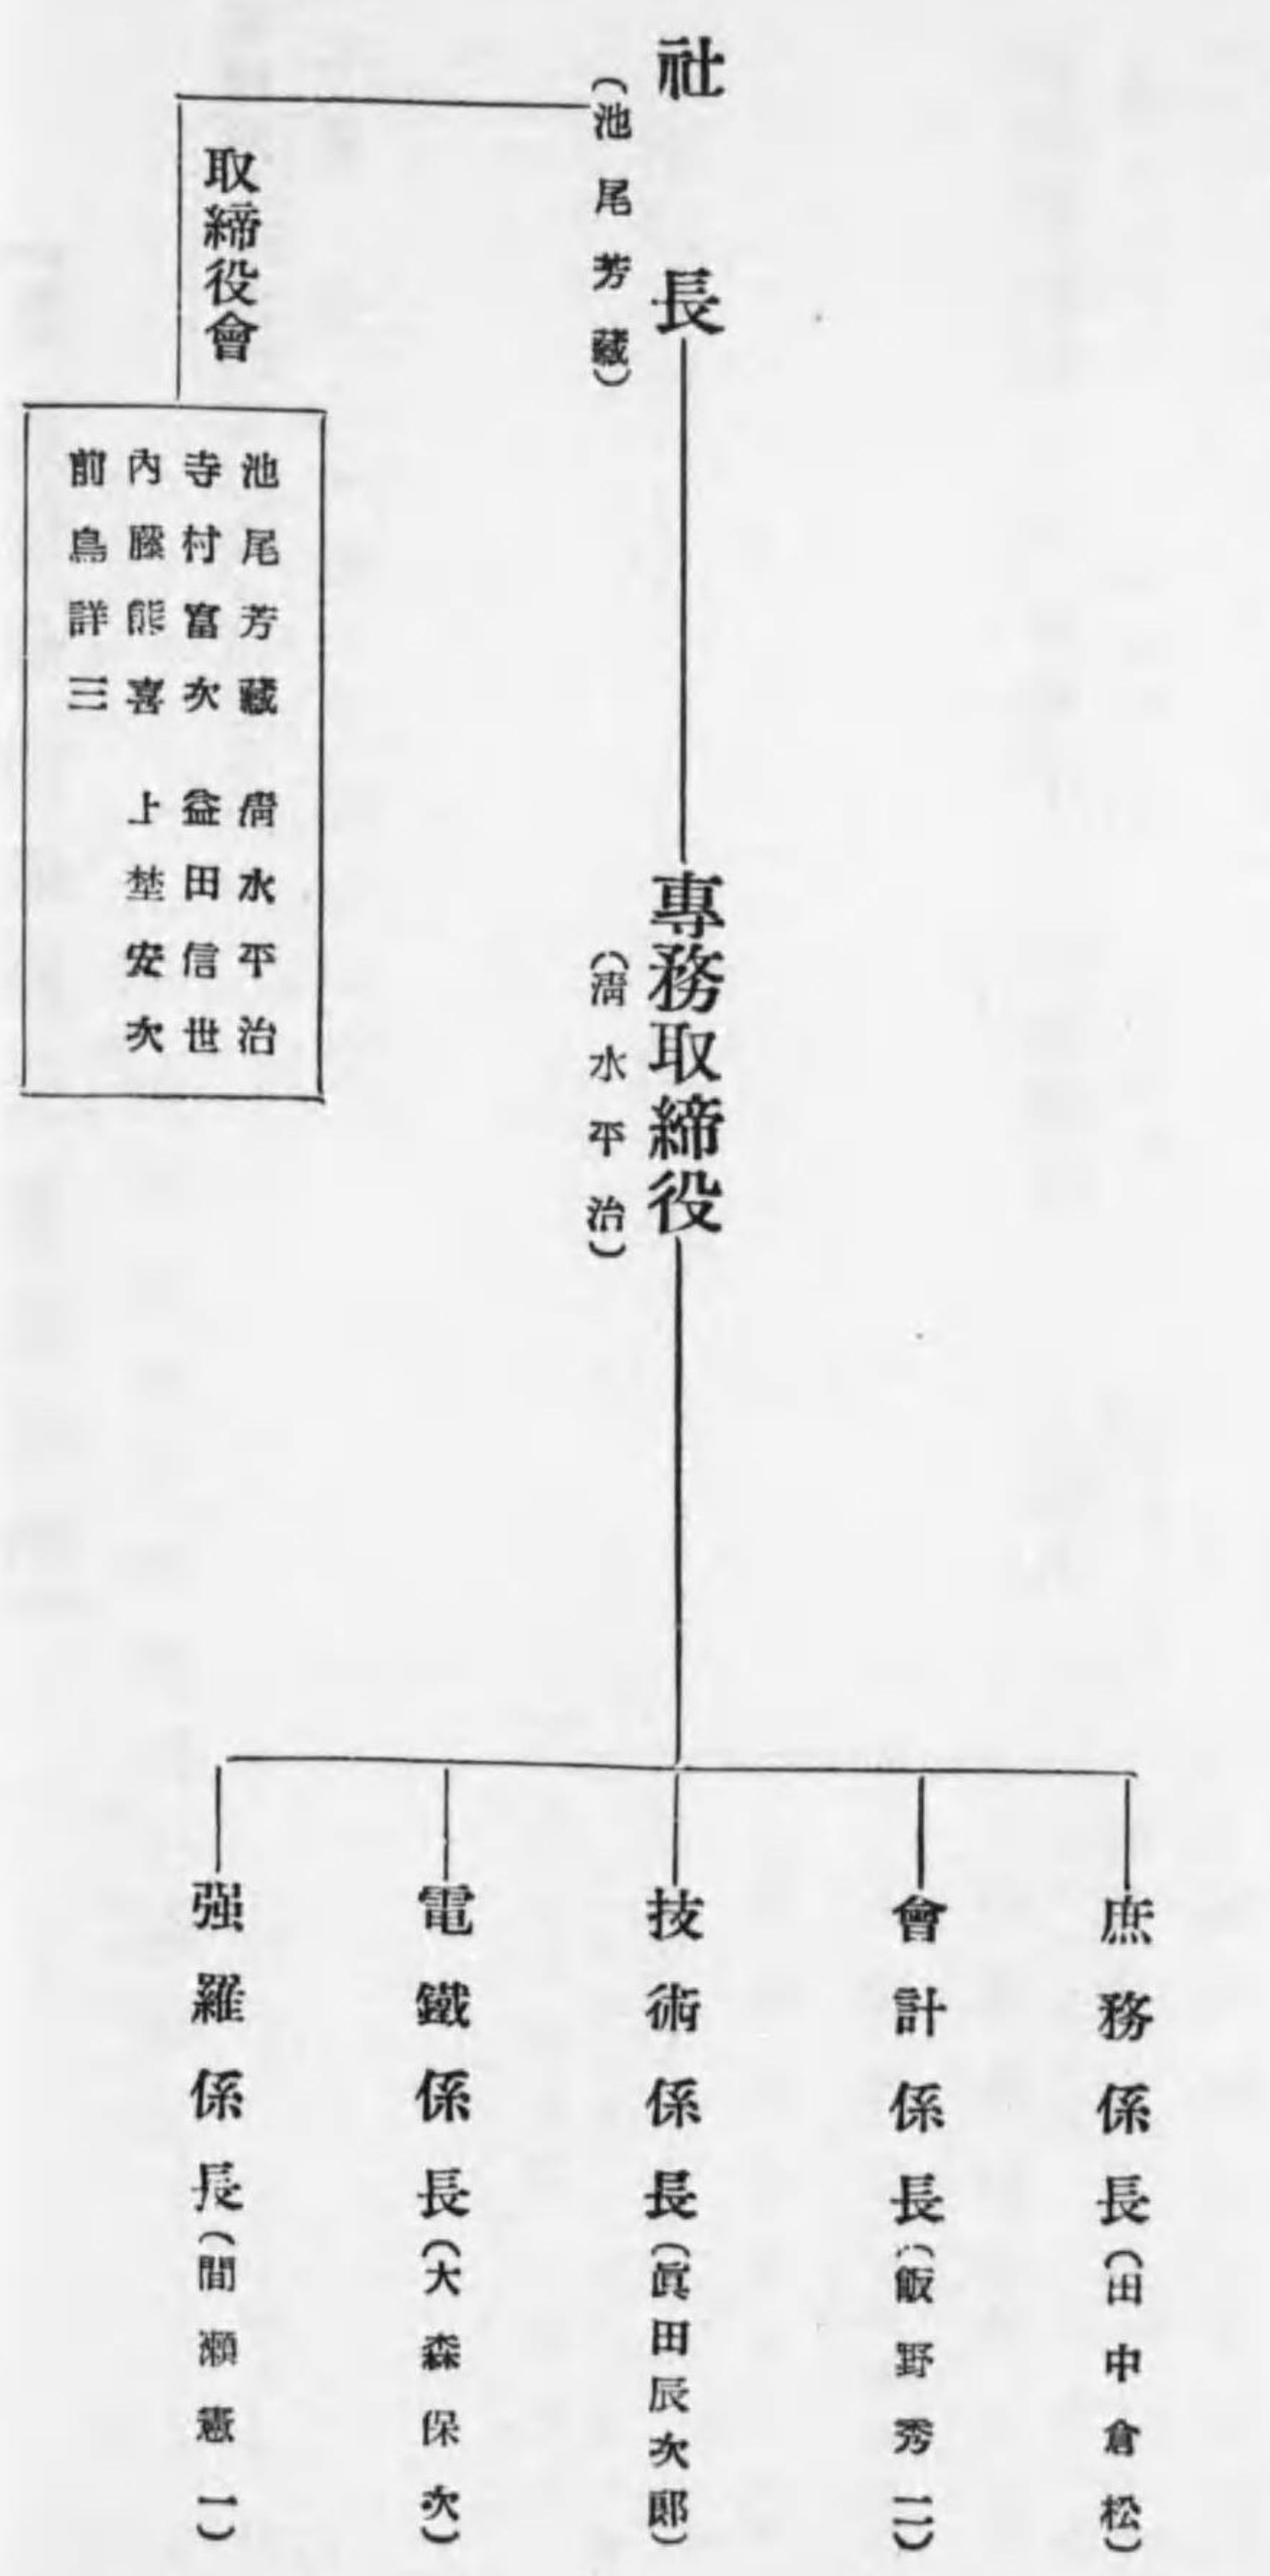 社長
(池尾芳藏)
專務取締役
(淸水平治)
取締役會
池尾芳藏　淸水平治
寺村富次　益田信世
內藤熊喜　上埜安次
前鳥詳三
庶務係長(田中倉松)
會計係長(飯野秀二)
技術係長(眞田辰次郞)
電鐵係長(大森保次)
强羅係長(間瀨憲一)